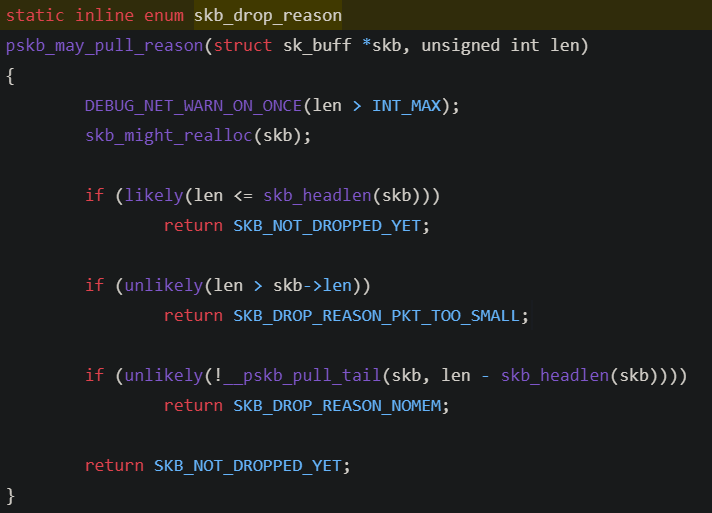 static inline enum skb_drop_reason
pskb_may_pull_reason(struct sk_buff *skb, unsigned int len)
{
        DEBUG_NET_WARN_ON_ONCE(len > INT_MAX);
        skb_might_realloc(skb);

        if (likely(len <= skb_headlen(skb)))
                return SKB_NOT_DROPPED_YET;

        if (unlikely(len > skb->len))
                return SKB_DROP_REASON_PKT_TOO_SMALL;

        if (unlikely(!__pskb_pull_tail(skb, len - skb_headlen(skb))))
                return SKB_DROP_REASON_NOMEM;

        return SKB_NOT_DROPPED_YET;
}